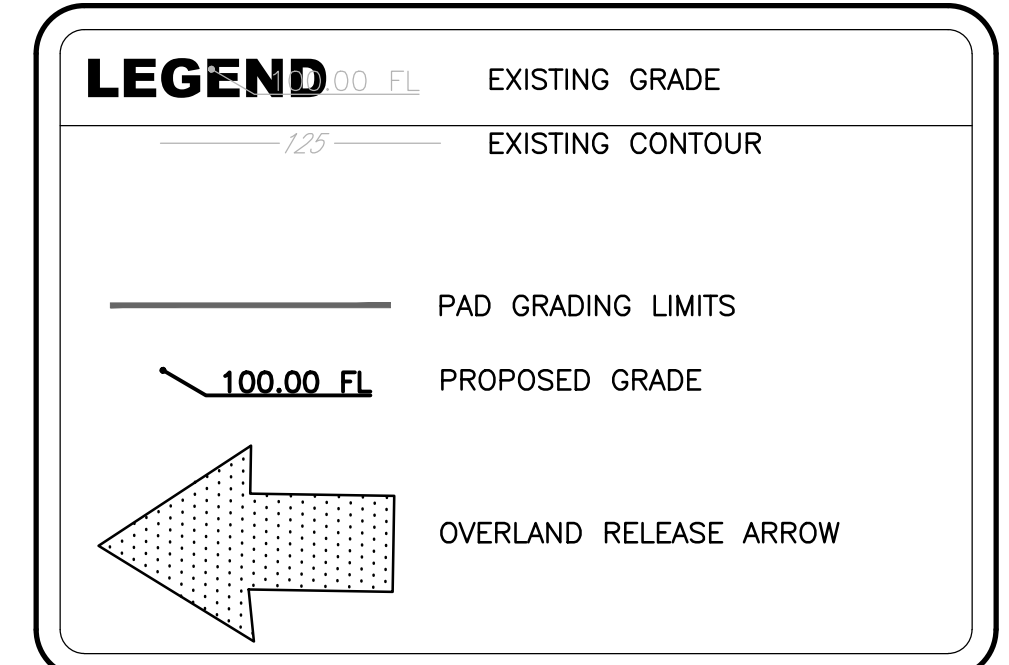 LEGEND 100.00 FL EXISTING GRADE
125 EXISTING CONTOUR
PAD GRADING LIMITS
100.00 FL PROPOSED GRADE
OVERLAND RELEASE ARROW